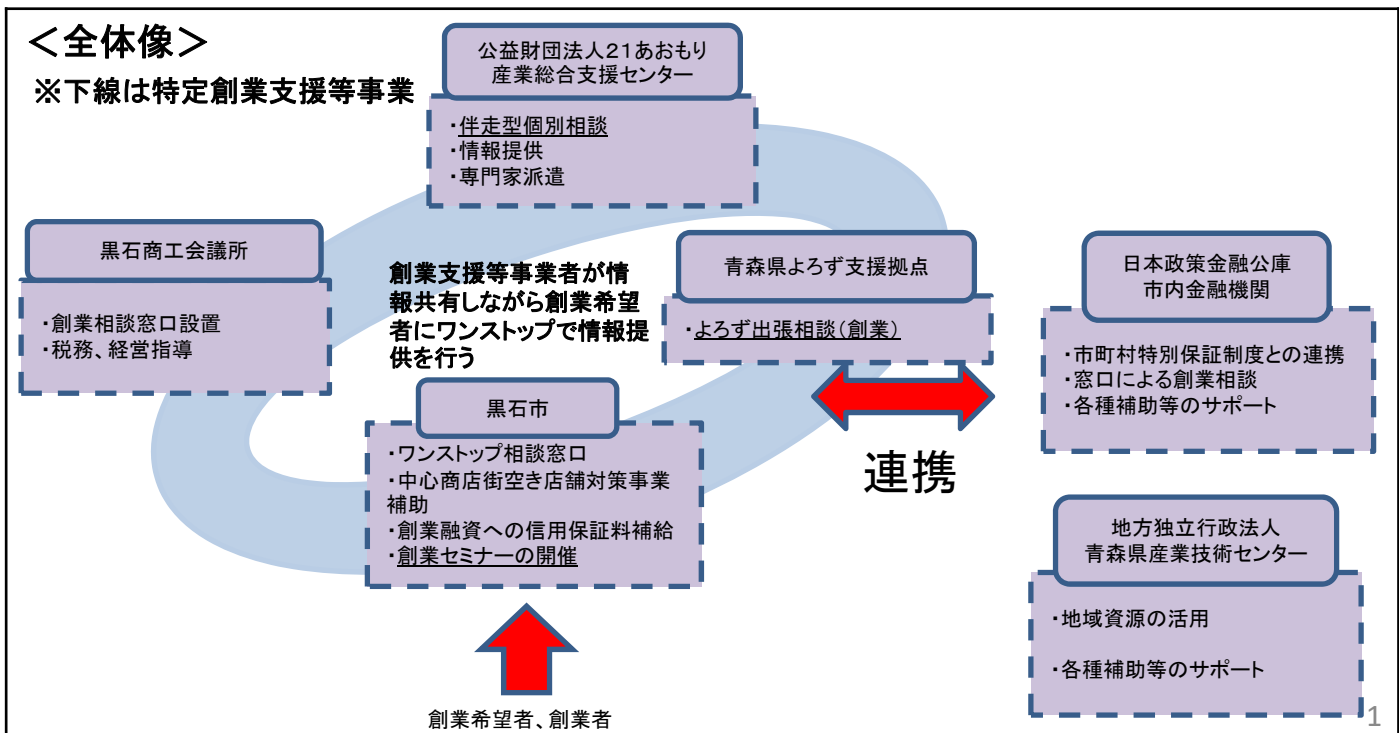 ＜全体像＞
※下線は特定創業支援等事業
公益財団法人２１あおもり
産業総合支援センター
・伴走型個別相談
・情報提供
・専門家派遣
黒石商工会議所
・創業相談窓口設置
・税務、経営指導
創業支援等事業者が情
報共有しながら創業希望
者にワンストップで情報提
供を行う
青森県よろず支援拠点
・よろず出張相談（創業）
日本政策金融公庫
市内金融機関
・市町村特別保証制度との連携
・窓口による創業相談
・各種補助等のサポート
黒石市
・ワンストップ相談窓口
・中心商店街空き店舗対策事業
補助
・創業融資への信用保証料補給
・創業セミナーの開催
連携
地方独立行政法人
青森県産業技術センター
・地域資源の活用
・各種補助等のサポート
創業希望者、創業者
1